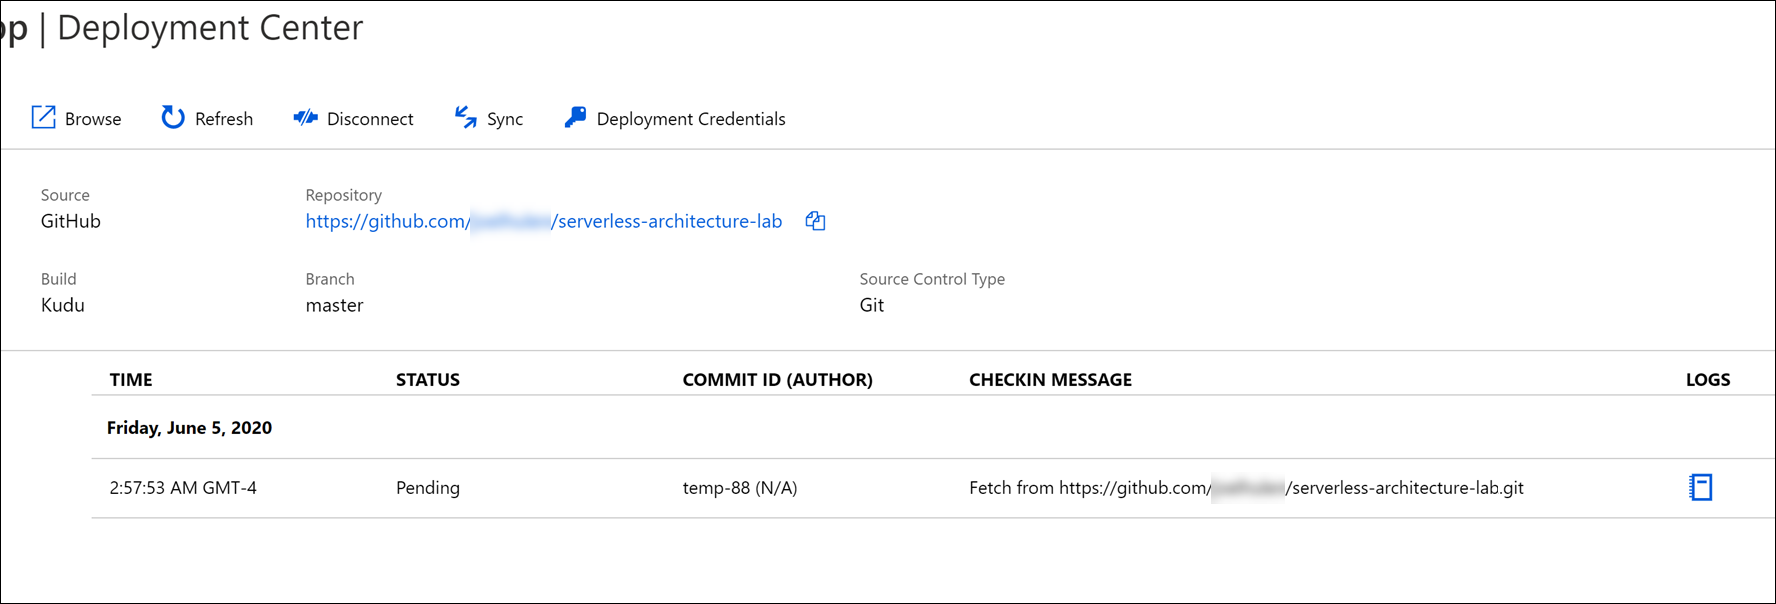 pp | Deployment Center
Browse Refresh Disconnect Sync Deployment Credentials
Source Repository
GitHub https://github.com/ /serverless-architecture-lab
Build Branch Source Control Type
Kudu master Git
TIME STATUS COMMIT ID (AUTHOR) CHECKIN MESSAGE LOGS
Friday, June 5, 2020
2:57:53 AM GMT-4 Pending temp-88 (N/A) Fetch from https://github.com/ /serverless-architecture-lab.git